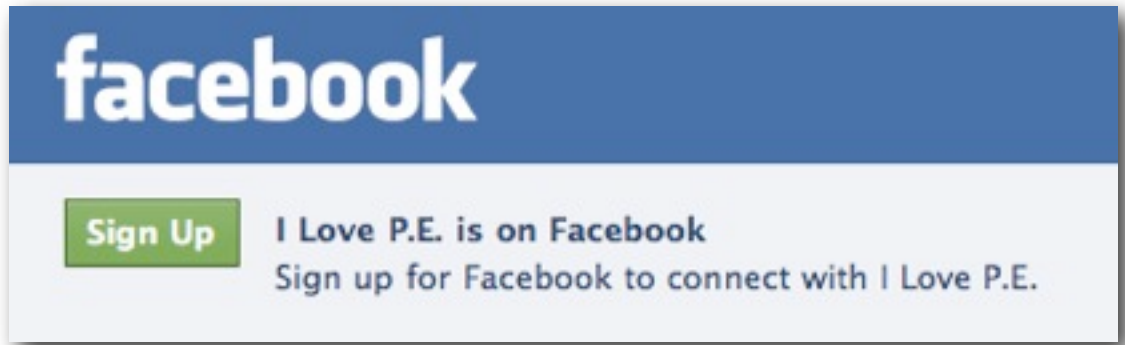 facebook
Sign Up
I Love P.E. is on Facebook
Sign up for Facebook to connect with I Love P.E.